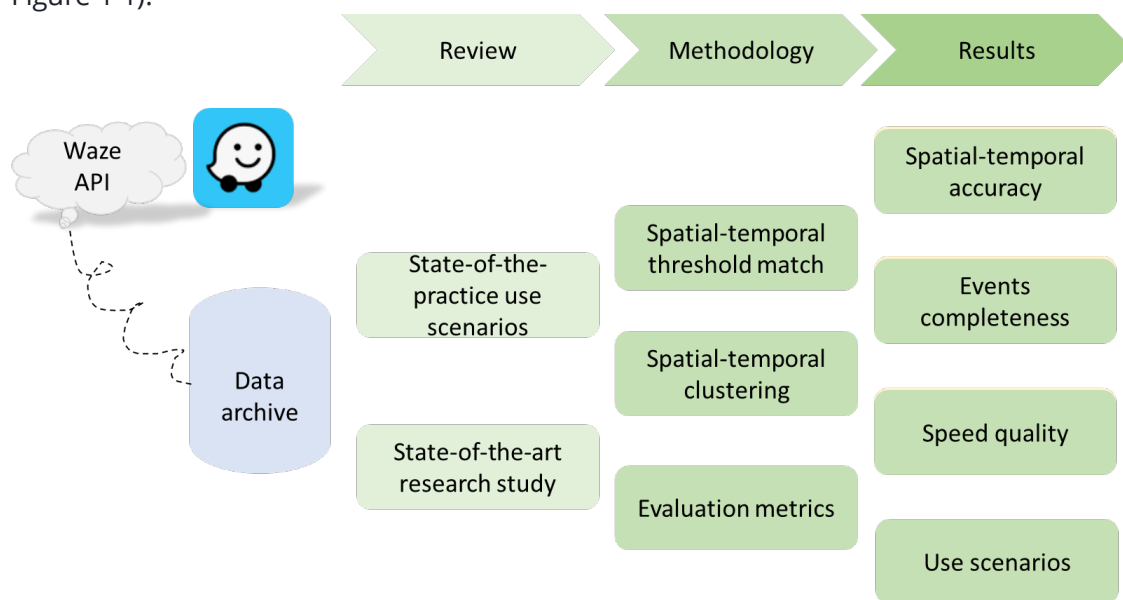 Figure 1-1).
Review
Methodology
Results
Waze
API
Data
archive
State-of-the-
practice use
scenarios
State-of-the-art
research study
Spatial-temporal
threshold match
Spatial-temporal
clustering
Evaluation metrics
Spatial-temporal
accuracy
Events
completeness
Speed quality
Use scenarios